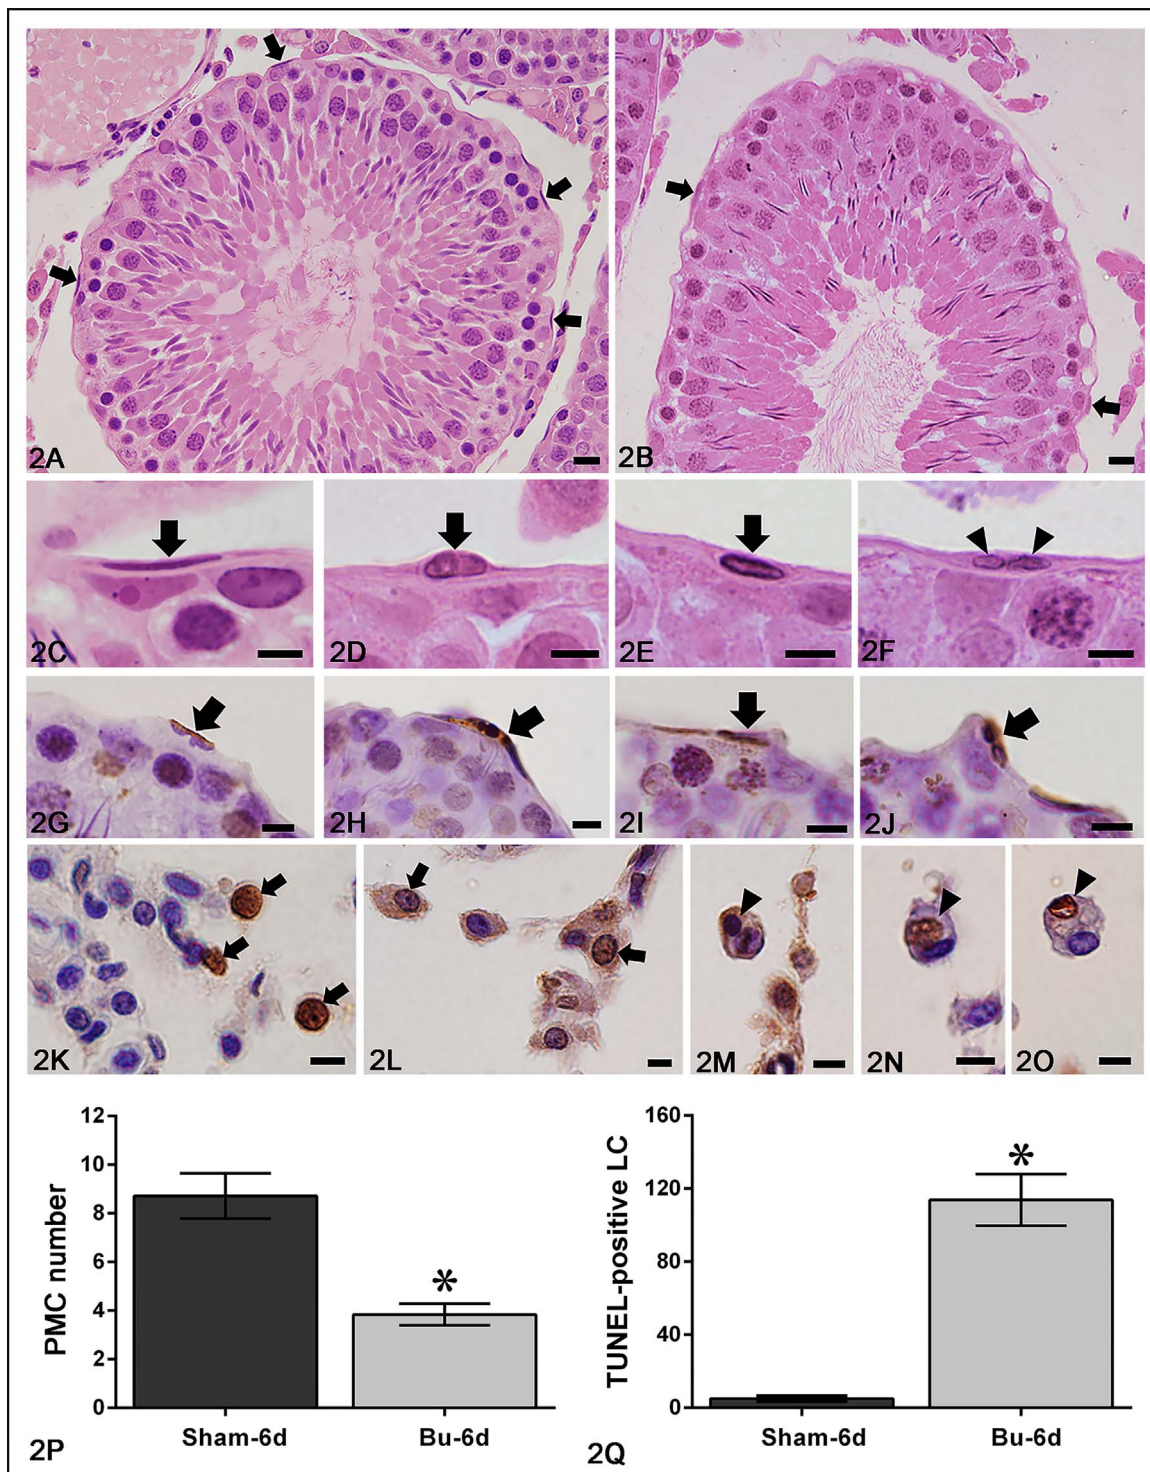 2A
2B
2C
2D
2E
2F
2G
2H
2I
2J
2K
2L
2M
2N
2O
12
10
8
6
4
2
0
PMC number
*
Sham-6d
Bu-6d
2P
160
120
80
40
0
TUNEL-positive LC
*
Sham-6d
Bu-6d
2Q